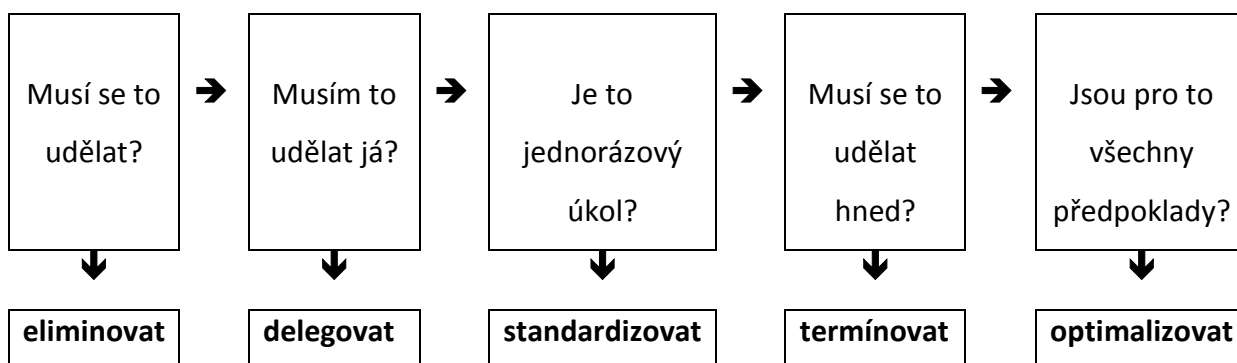 Musí se to
udělat?
Musím to
udělat já?
Je to
jednorázový
úkol?
Musí se to
udělat
hned?
Jsou pro to
všechny
předpoklady?
eliminovat
delegovat
standardizovat
termínovat
optimalizovat